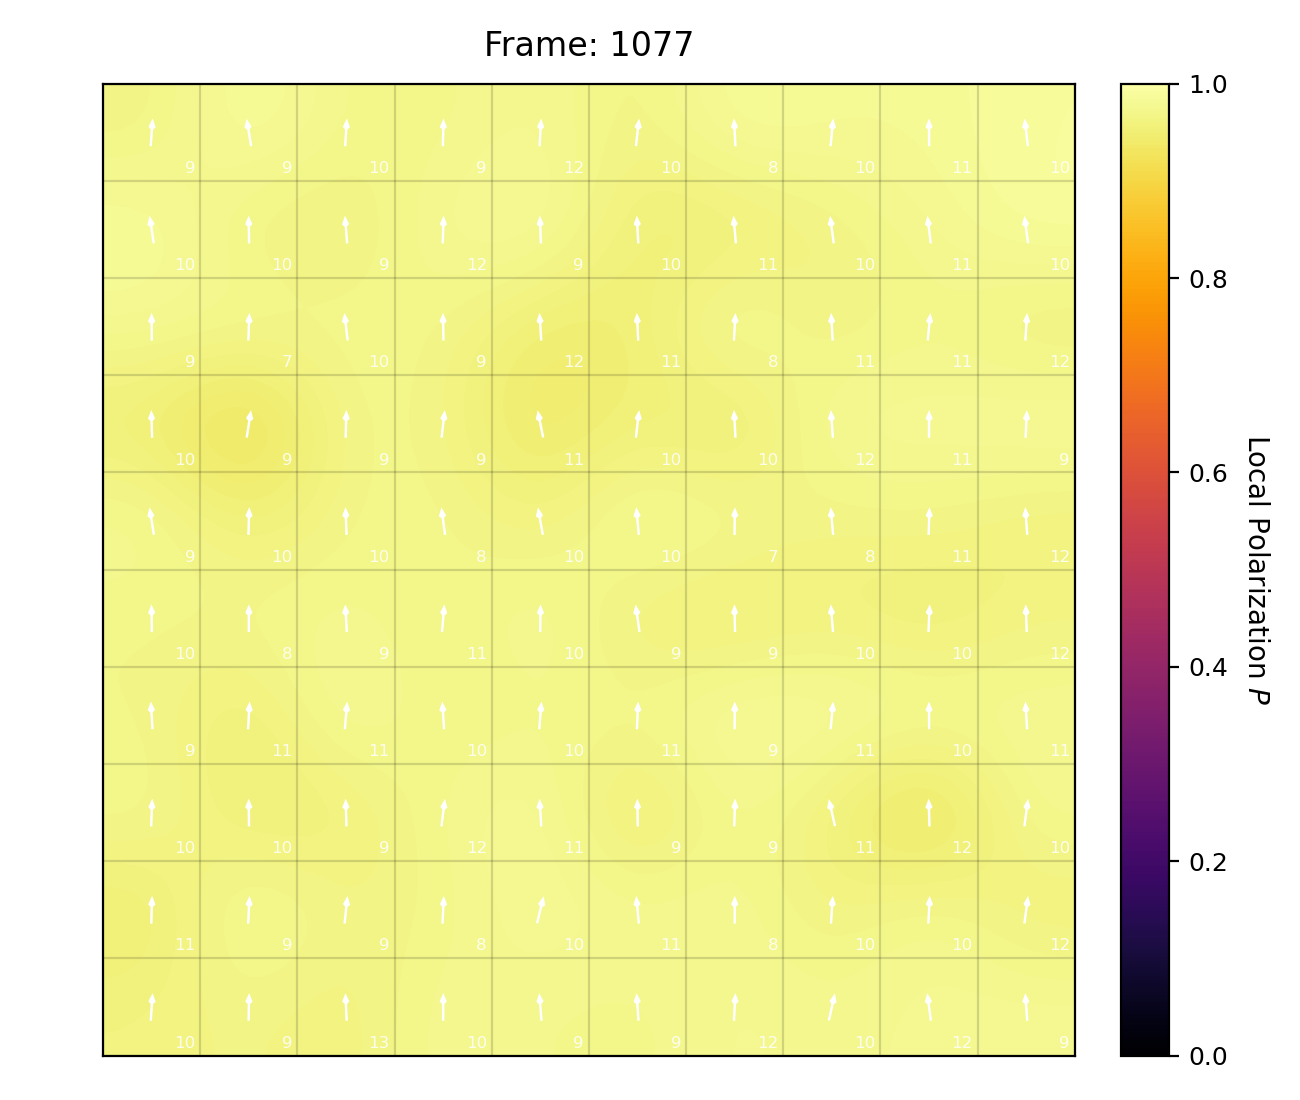 Frame: 1077
9 9 10 9 12 10 8 10 11 10
10 10 9 12 9 10 11 10 11 10
9 7 10 9 12 11 8 11 11 12
10 9 9 9 11 10 10 12 11 9
9 10 10 8 10 10 7 8 11 12
10 8 9 11 10 9 9 10 10 12
9 11 11 10 10 11 9 11 10 11
10 10 9 12 11 9 9 11 12 10
11 9 9 8 10 11 8 10 10 12
10 9 13 10 9 9 12 10 12 9
1.0
0.8
0.6
0.4
0.2
0.0
Local Polarization P